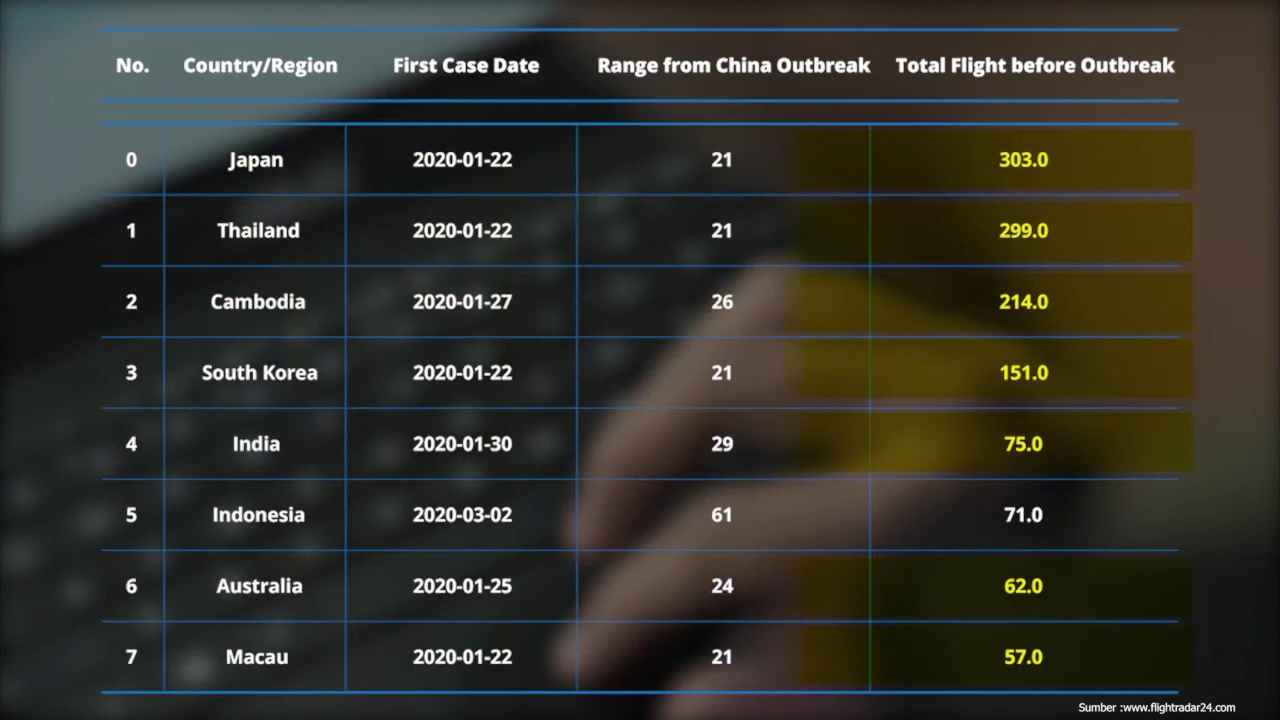 No. Country/Region First Case Date Range from China Outbreak Total Flight before Outbreak
0 Japan 2020-01-22 21 303.0
1 Thailand 2020-01-22 21 299.0
2 Cambodia 2020-01-27 26 214.0
3 South Korea 2020-01-22 21 151.0
4 India 2020-01-30 29 75.0
5 Indonesia 2020-03-02 61 71.0
6 Australia 2020-01-25 24 62.0
7 Macau 2020-01-22 21 57.0
Sumber :www.flightradar24.com